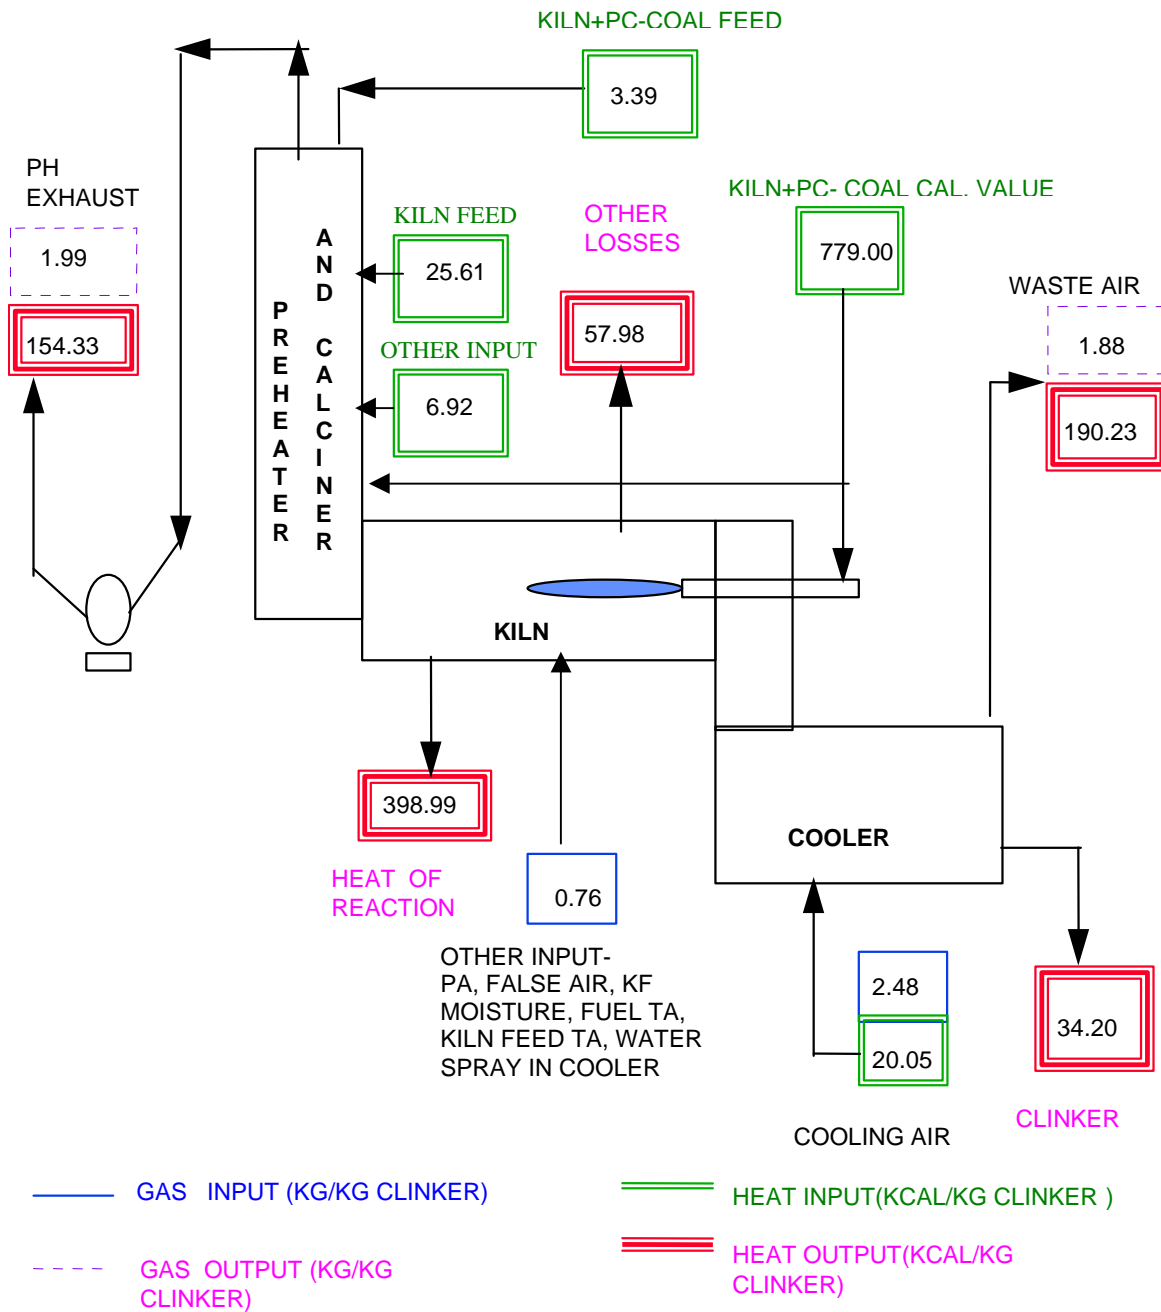 KILN+PC-COAL FEED
3.39
PH
EXHAUST
1.99
154.33
KILN FEED
25.61
OTHER INPUT
6.92
OTHER
LOSSES
57.98
KILN+PC- COAL CAL. VALUE
779.00
WASTE AIR
1.88
190.23
PREHEATER
AND CALCINER
KILN
398.99
HEAT OF
REACTION
0.76
OTHER INPUT-
PA, FALSE AIR, KF
MOISTURE, FUEL TA,
KILN FEED TA, WATER
SPRAY IN COOLER
COOLER
2.48
20.05
COOLING AIR
34.20
CLINKER
GAS INPUT (KG/KG CLINKER)
HEAT INPUT(KCAL/KG CLINKER )
GAS OUTPUT (KG/KG
CLINKER)
HEAT OUTPUT(KCAL/KG
CLINKER)